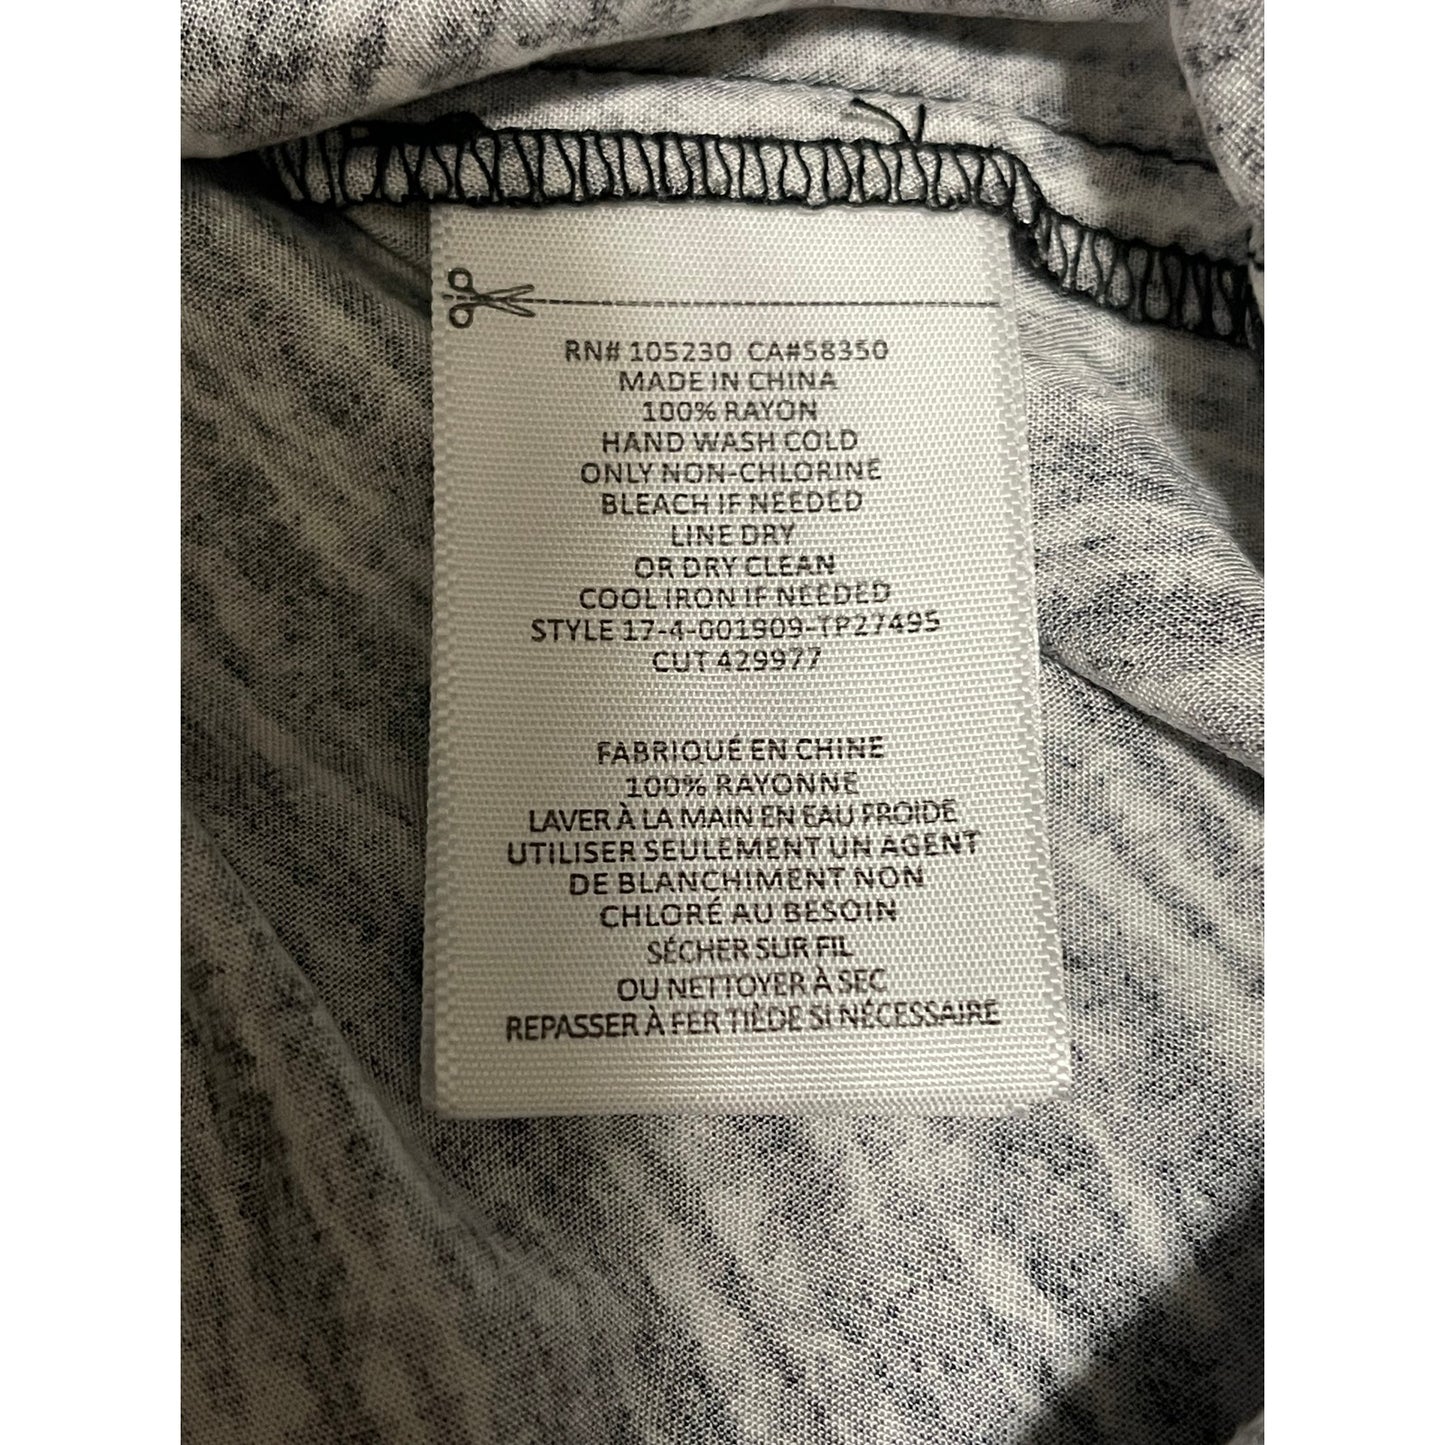 RN# 105230 CA#58350
MADE IN CHINA
100% RAYON
HAND WASH COLD
ONLY NON-CHLORINE
BLEACH IF NEEDED
LINE DRY
OR DRY CLEAN
COOL IRON IF NEEDED
STYLE 17-4-001909-TP27495
CUT 429977
FABRIQUÉ EN CHINE
100% RAYONNE
LAVER À LA MAIN EN EAU FROIDE
UTILISER SEULEMENT UN AGENT
DE BLANCHIMENT NON
CHLORÉ AU BESOIN
SÉCHER SUR FIL
OU NETTOYER À SEC
REPASSER À FER TIÈDE SI NÉCESSAIRE